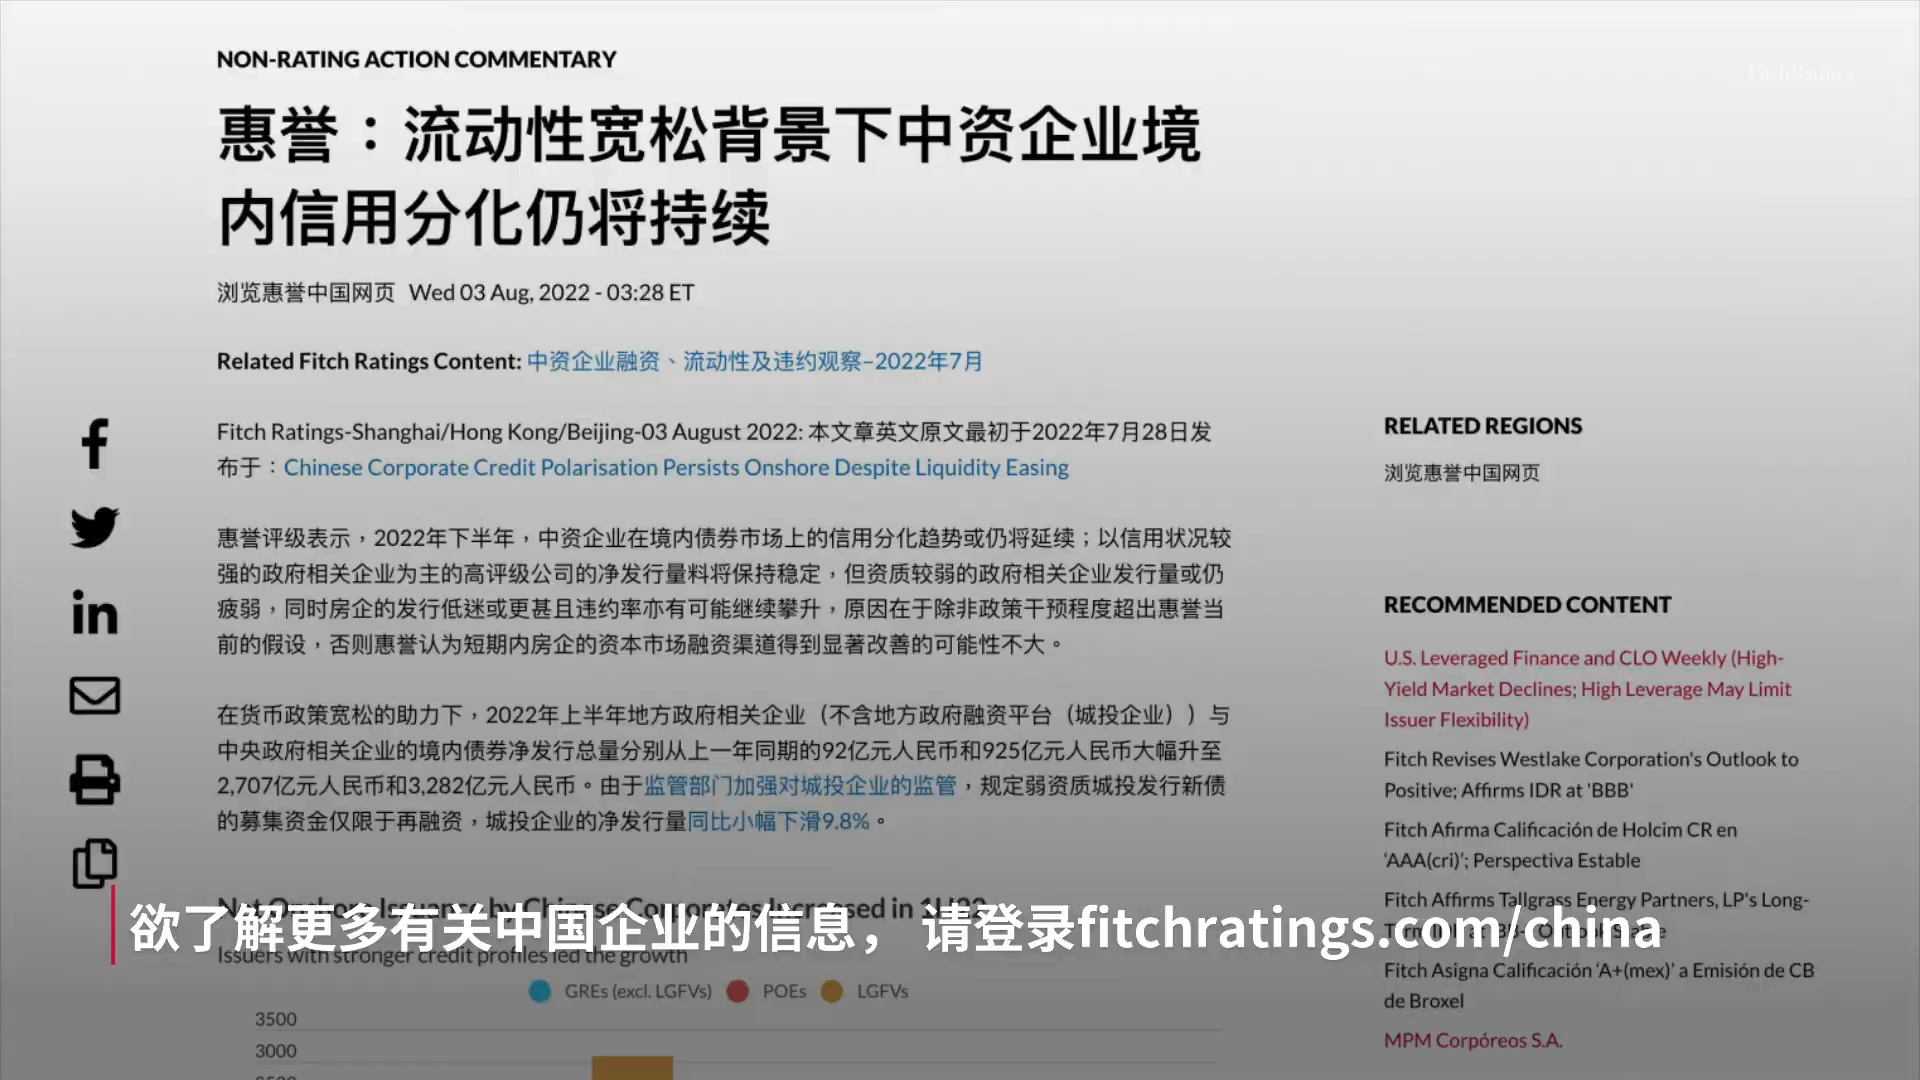 NON-RATING ACTION COMMENTARY
FitchRatings
惠誉：流动性宽松背景下中资企业境
内信用分化仍将持续
浏览惠誉中国网页 Wed 03 Aug, 2022 - 03:28 ET
Related Fitch Ratings Content: 中资企业融资、流动性及违约观察–2022年7月
Fitch Ratings-Shanghai/Hong Kong/Beijing-03 August 2022: 本文章英文原文最初于2022年7月28日发
布于：Chinese Corporate Credit Polarisation Persists Onshore Despite Liquidity Easing
惠誉评级表示，2022年下半年，中资企业在境内债券市场上的信用分化趋势或仍将延续；以信用状况较
强的政府相关企业为主的高评级公司的净发行量料将保持稳定，但资质较弱的政府相关企业发行量或仍
疲弱，同时房企的发行低迷或更甚且违约率亦有可能继续攀升，原因在于除非政策干预程度超出惠誉当
前的假设，否则惠誉认为短期内房企的资本市场融资渠道得到显著改善的可能性不大。
在货币政策宽松的助力下，2022年上半年地方政府相关企业（不含地方政府融资平台（城投企业））与
中央政府相关企业的境内债券净发行总量分别从上一年同期的92亿元人民币和925亿元人民币大幅升至
2,707亿元人民币和3,282亿元人民币。由于监管部门加强对城投企业的监管，规定弱资质城投发行新债
的募集资金仅限于再融资，城投企业的净发行量同比小幅下滑9.8%。
Net Onshore Issuance by Chinese Corporates Increased in 1H22
Issuers with stronger credit profiles led the growth
GREs (excl. LGFVs) POEs LGFVs
3500
3000
RELATED REGIONS
浏览惠誉中国网页
RECOMMENDED CONTENT
U.S. Leveraged Finance and CLO Weekly (High-
Yield Market Declines; High Leverage May Limit
Issuer Flexibility)
Fitch Revises Westlake Corporation's Outlook to
Positive; Affirms IDR at 'BBB'
Fitch Afirma Calificación de Holcim CR en
‘AAA(cri)’; Perspectiva Estable
Fitch Affirms Tallgrass Energy Partners, LP's Long-
Fitch Asigna Calificación ‘A+(mex)’ a Emisión de CB
de Broxel
MPM Corpóreos S.A.
欲了解更多有关中国企业的信息， 请登录fitchratings.com/china